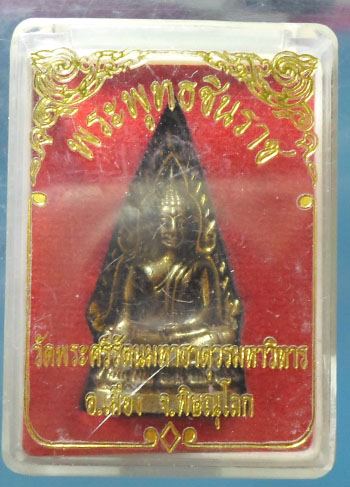 พระพุทธชินราช
วัดพระศรีรัตนมหาธาตุวรมหาวิหาร
อ.เมือง จ.พิษณุโลก